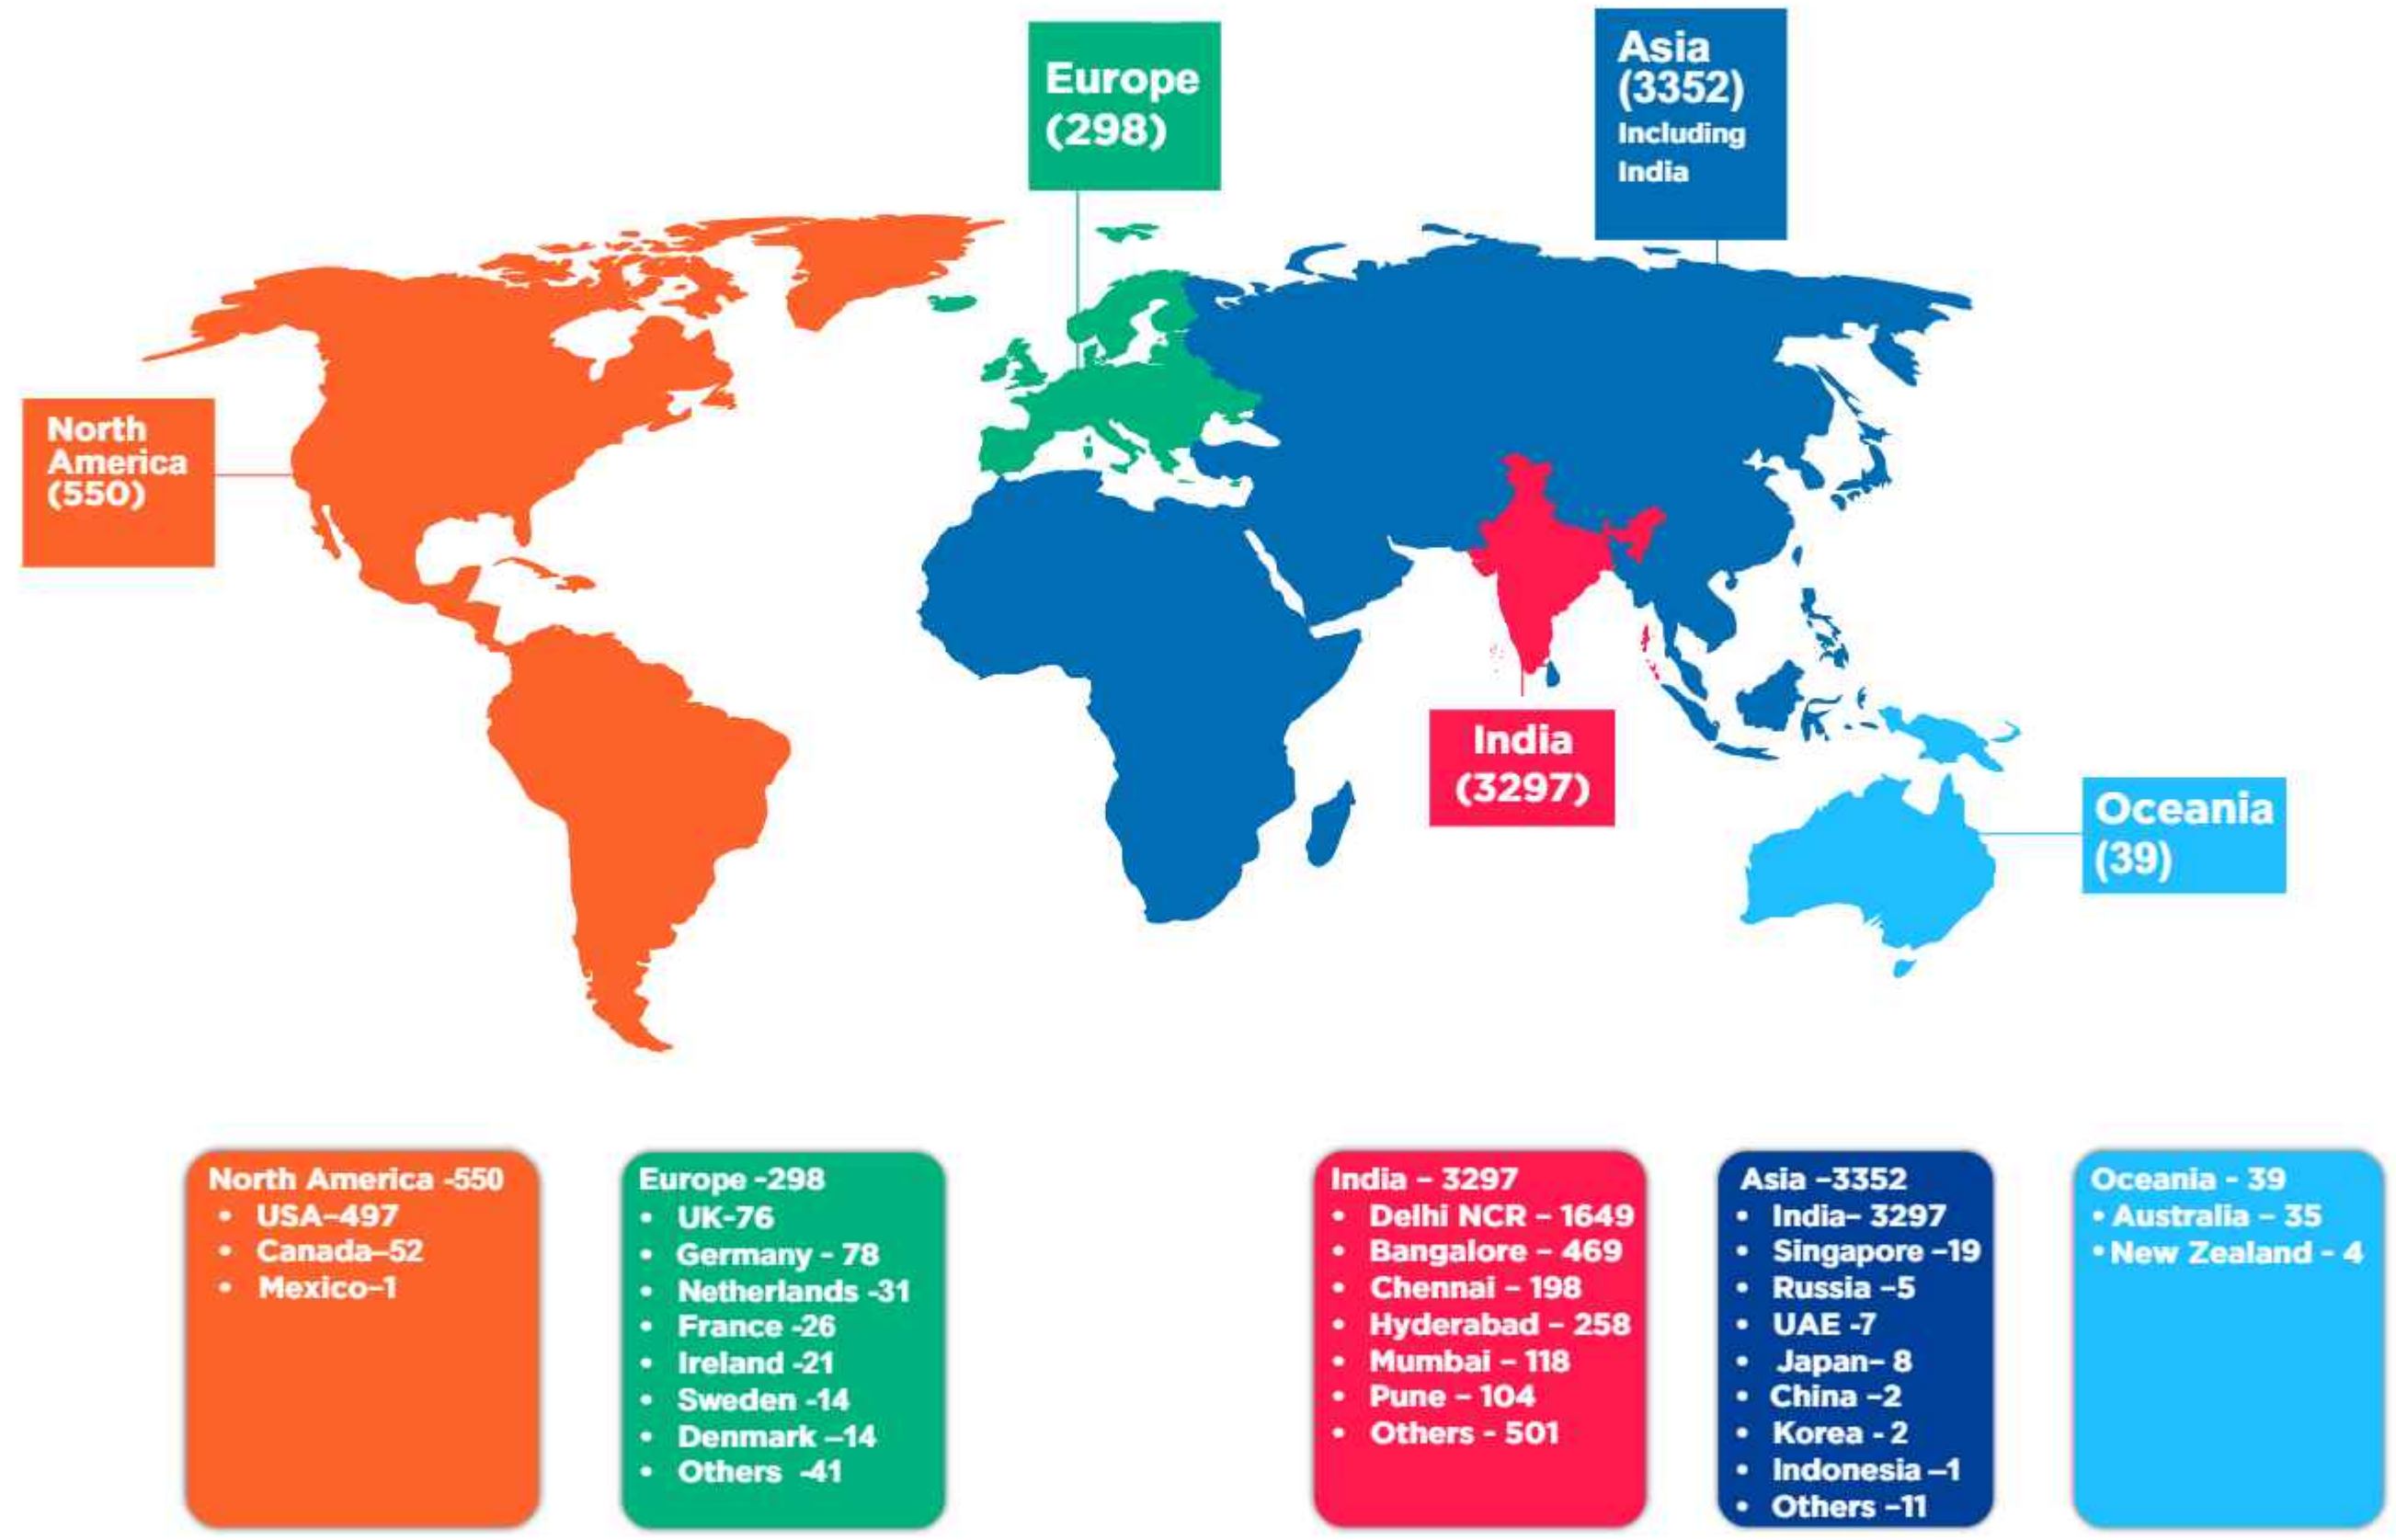 Europe
(298)
Asia
(3352)
Including
India
North
America
(550)
India
(3297)
Oceania
(39)
North America -550
• USA–497
• Canada–52
• Mexico–1
Europe -298
• UK-76
• Germany - 78
• Netherlands -31
• France -26
• Ireland -21
• Sweden -14
• Denmark –14
• Others -41
India – 3297
• Delhi NCR – 1649
• Bangalore – 469
• Chennai – 198
• Hyderabad – 258
• Mumbai – 118
• Pune – 104
• Others - 501
Asia –3352
• India– 3297
• Singapore –19
• Russia –5
• UAE -7
• Japan– 8
• China –2
• Korea - 2
• Indonesia –1
• Others –11
Oceania - 39
• Australia – 35
• New Zealand - 4